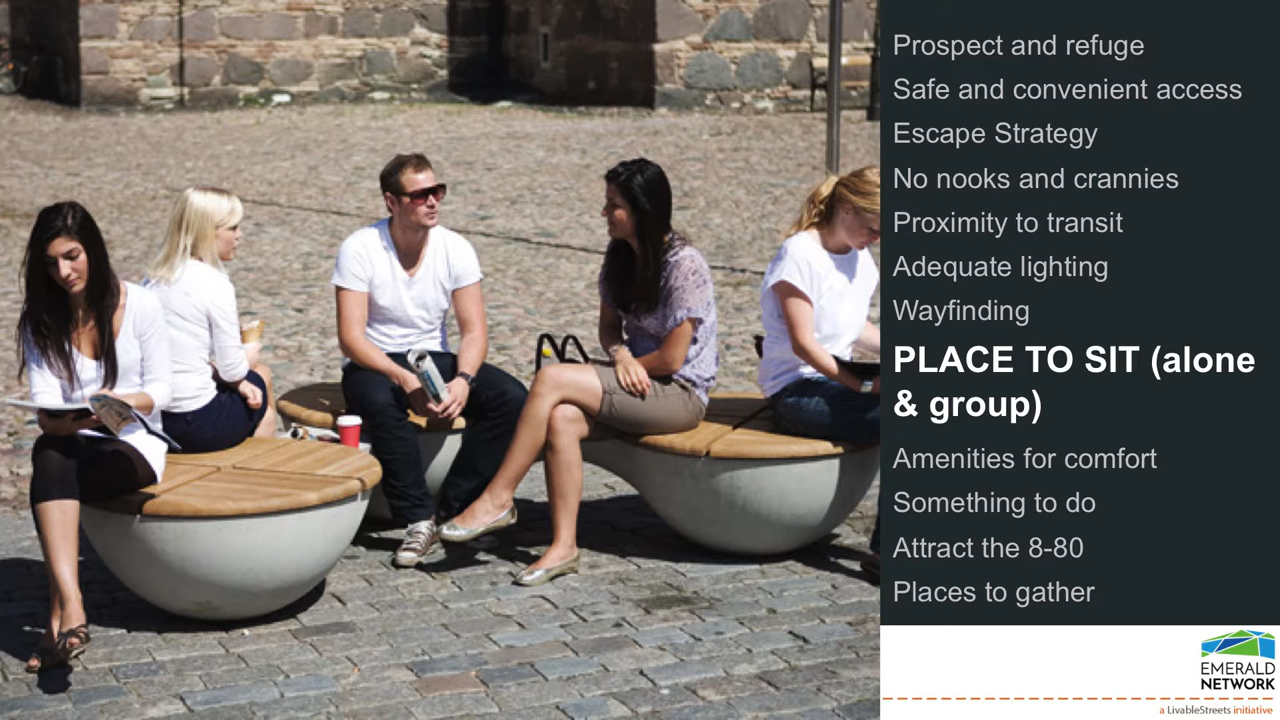 Prospect and refuge
Safe and convenient access
Escape Strategy
No nooks and crannies
Proximity to transit
Adequate lighting
Wayfinding
PLACE TO SIT (alone
& group)
Amenities for comfort
Something to do
Attract the 8-80
Places to gather
EMERALD
NETWORK
a LivableStreets initiative